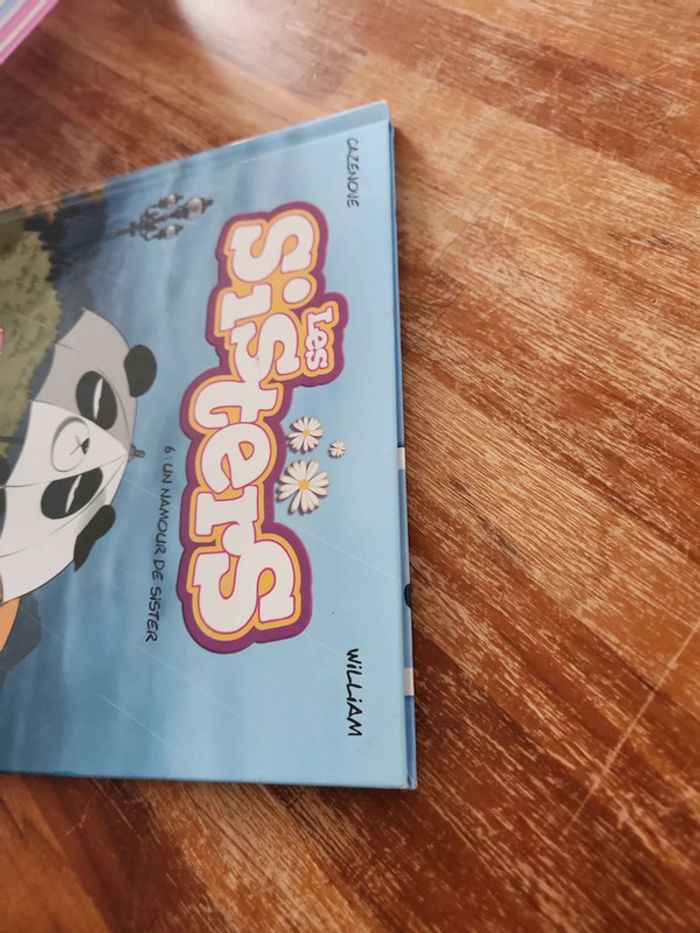 CAZENOVE
WILLIAM
Les
SiSterS
6 : UN NAMOUR DE SISTER